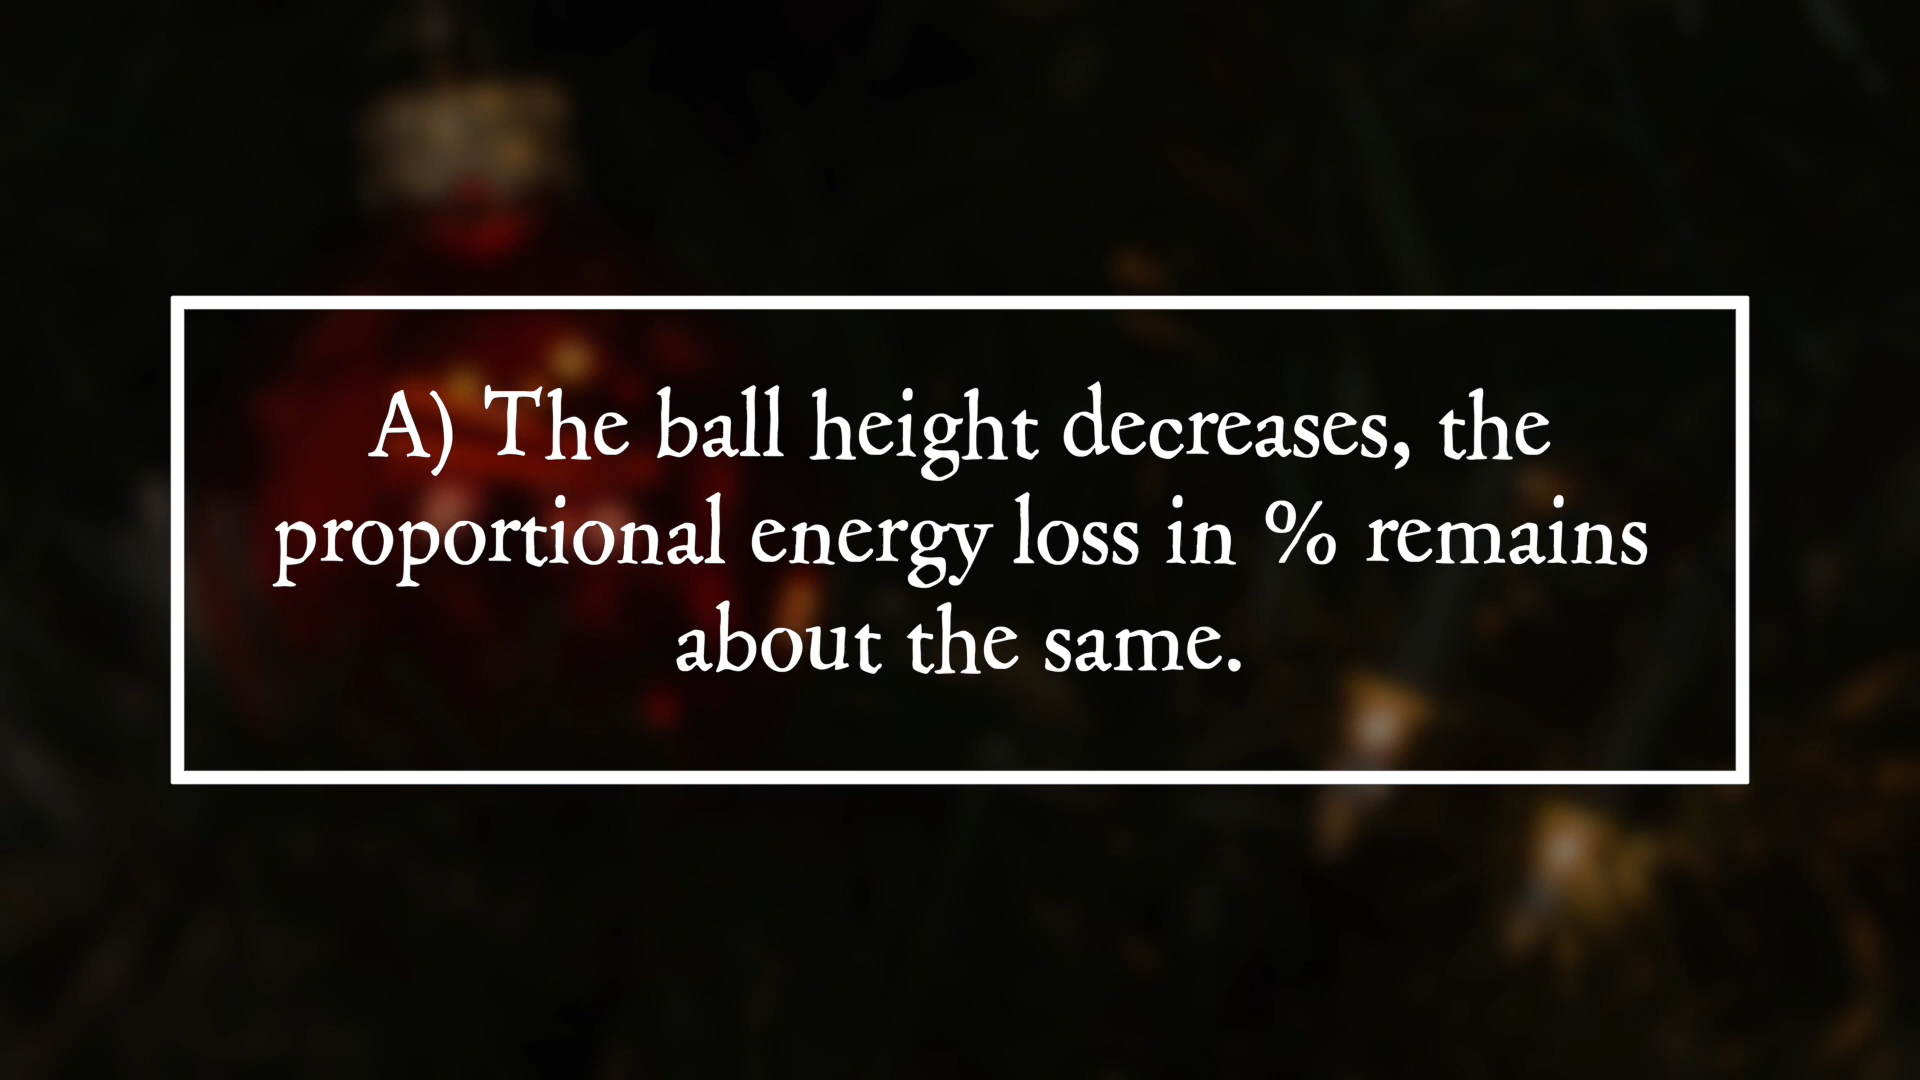 A) The ball height decreases, the
proportional energy loss in % remains
about the same.